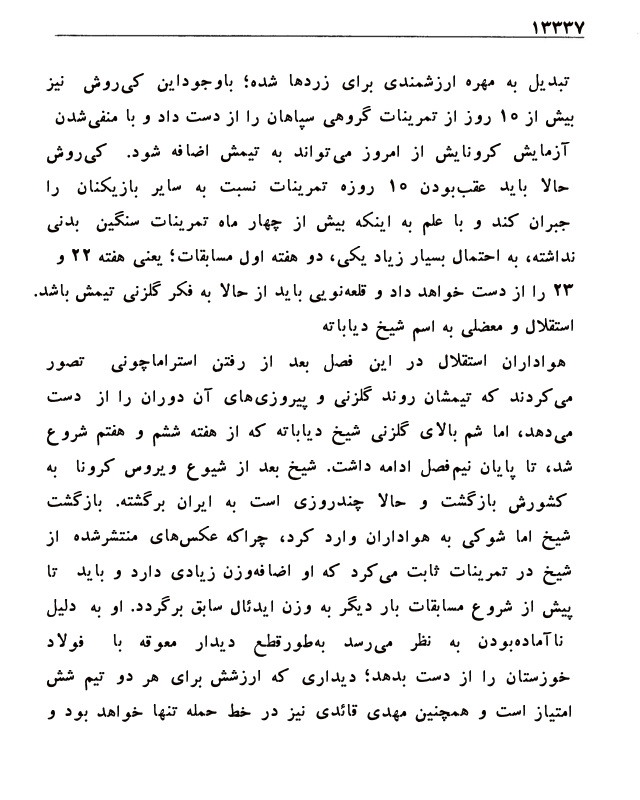 ۱۳۳۳۷
تبدیل به مهره ارزشمندی برای زردها شده؛ باوجوداین کی‌روش نیز
بیش از ۱۰ روز از تمرینات گروهی سپاهان را از دست داد و با منفی‌شدن
آزمایش کرونایش از امروز می‌تواند به تیمش اضافه شود. کی‌روش
حالا باید عقب‌بودن ۱۰ روزه تمرینات نسبت به سایر بازیکنان را
جبران کند و با علم به اینکه بیش از چهار ماه تمرینات سنگین بدنی
نداشته، به احتمال بسیار زیاد یکی، دو هفته اول مسابقات؛ یعنی هفته ۲۲ و
۲۳ را از دست خواهد داد و قلعه‌نویی باید از حالا به فکر گلزنی تیمش باشد.
استقلال و معضلی به اسم شیخ دیاباته
هواداران استقلال در این فصل بعد از رفتن استراماچونی تصور
می‌کردند که تیمشان روند گلزنی و پیروزی‌های آن دوران را از دست
می‌دهد، اما شم بالای گلزنی شیخ دیاباته که از هفته ششم و هفتم شروع
شد، تا پایان نیم‌فصل ادامه داشت. شیخ بعد از شیوع ویروس کرونا به
کشورش بازگشت و حالا چندروزی است به ایران برگشته. بازگشت
شیخ اما شوکی به هواداران وارد کرد، چراکه عکس‌های منتشرشده از
شیخ در تمرینات ثابت می‌کرد که او اضافه‌وزن زیادی دارد و باید تا
پیش از شروع مسابقات بار دیگر به وزن ایدئال سابق برگردد. او به دلیل
ناآماده‌بودن به نظر می‌رسد به‌طورقطع دیدار معوقه با فولاد
خوزستان را از دست بدهد؛ دیداری که ارزشش برای هر دو تیم شش
امتیاز است و همچنین مهدی قائدی نیز در خط حمله تنها خواهد بود و